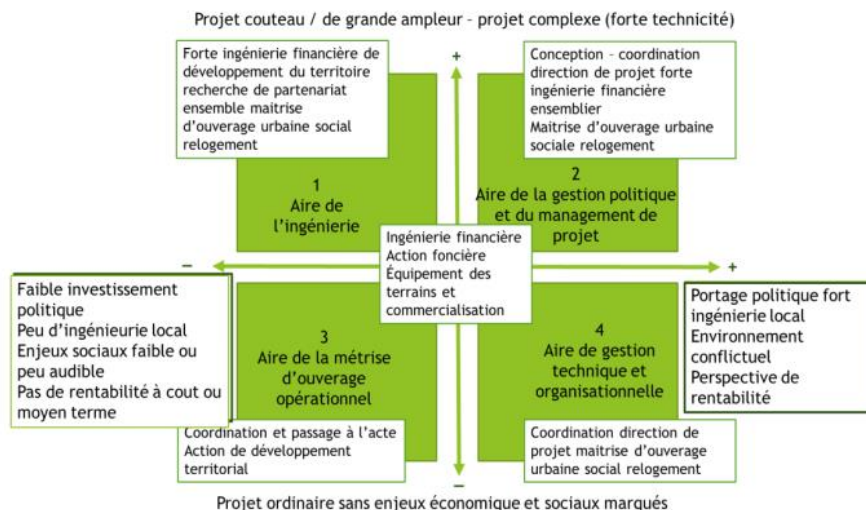 Projet couteau / de grande ampleur – projet complexe (forte technicité)
+
Forte ingénierie financière de
développement du territoire
recherche de partenariat
ensemble maitrise
d'ouvrage urbaine social
relogement
Conception – coordination
direction de projet forte
ingénierie financière
ensemblier
Maitrise d'ouvrage urbaine
sociale relogement
1
Aire de
l'ingénierie
2
Aire de la gestion politique
et du management de
projet
Ingénierie financière
Action foncière
Équipement des
terrains et
commercialisation
–
+
Faible investissement
politique
Peu d'ingénieurie local
Enjeux sociaux faible ou
peu audible
Pas de rentabilité à cout ou
moyen terme
3
Aire de la métrise
d'ouvrage
opérationnel
4
Aire de gestion
technique et
organisationnelle
Portage politique fort
ingénierie local
Environnement
conflictuel
Perspective de
rentabilité
Coordination et passage à l'acte
Action de développement
territorial
Coordination direction de
projet maitrise d'ouvrage
urbaine social relogement
–
Projet ordinaire sans enjeux économique et sociaux marqués